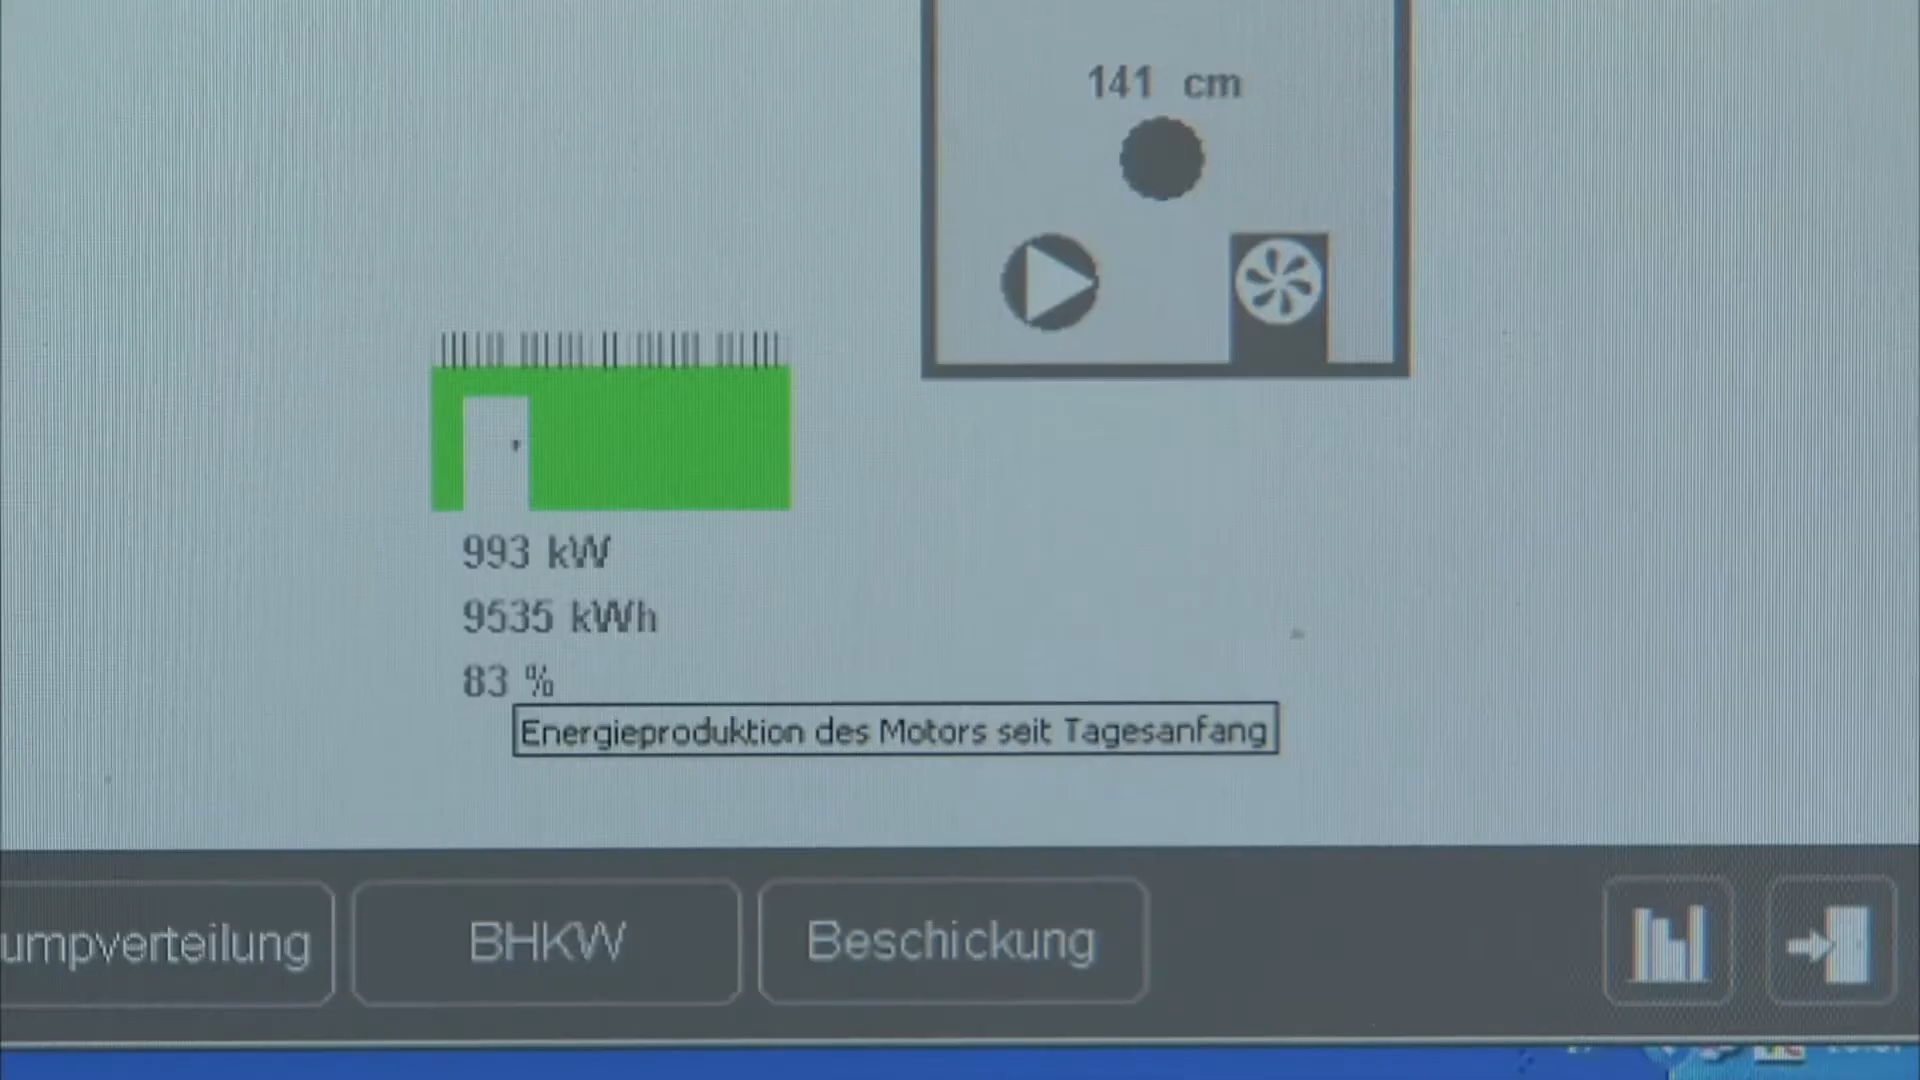 141 cm
993 kW
9535 kWh
83 %
Energieproduktion des Motors seit Tagesanfang
umpverteilung
BHKW
Beschickung